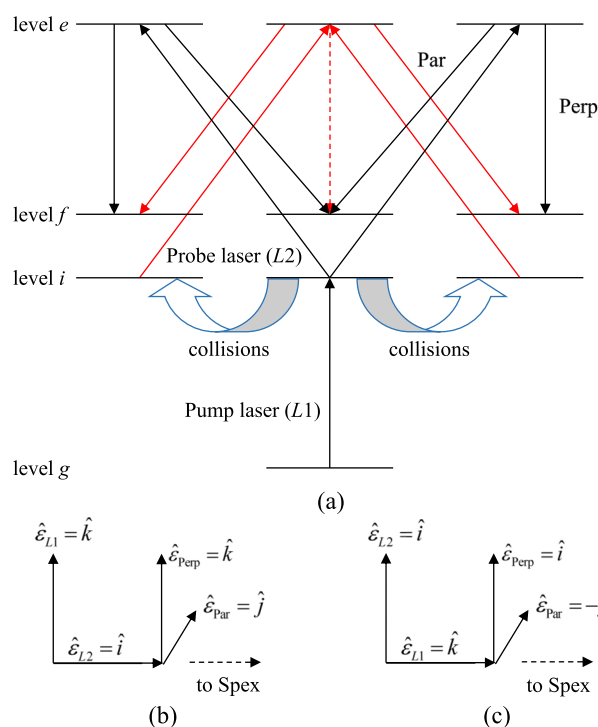 level e
Par
Perp
level f
Probe laser (L2)
level i
collisions
collisions
Pump laser (L1)
level g
(a)
ε̂L1 = k̂
ε̂Perp = k̂
ε̂Par = ĵ
ε̂L2 = î
to Spex
(b)
ε̂L2 = î
ε̂Perp = î
ε̂Par = −
ε̂L1 = k̂
to Spex
(c)